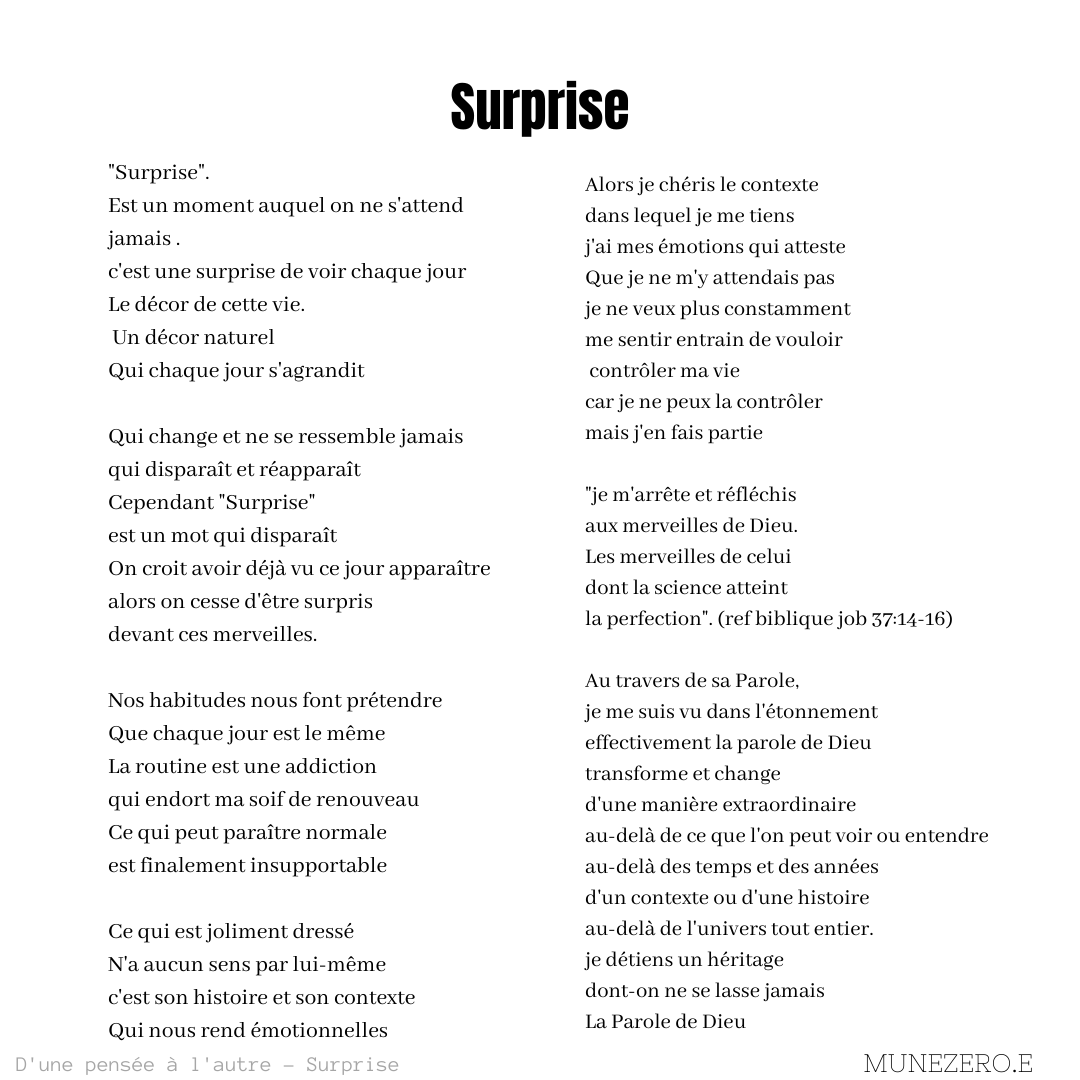 Surprise
"Surprise".
Est un moment auquel on ne s'attend
jamais .
c'est une surprise de voir chaque jour
Le décor de cette vie.
Un décor naturel
Qui chaque jour s'agrandit
Qui change et ne se ressemble jamais
qui disparaît et réapparaît
Cependant "Surprise"
est un mot qui disparaît
On croit avoir déjà vu ce jour apparaître
alors on cesse d'être surpris
devant ces merveilles.
Nos habitudes nous font prétendre
Que chaque jour est le même
La routine est une addiction
qui endort ma soif de renouveau
Ce qui peut paraître normale
est finalement insupportable
Ce qui est joliment dressé
N'a aucun sens par lui-même
c'est son histoire et son contexte
Qui nous rend émotionnelles
Alors je chéris le contexte
dans lequel je me tiens
j'ai mes émotions qui atteste
Que je ne m'y attendais pas
je ne veux plus constamment
me sentir entrain de vouloir
contrôler ma vie
car je ne peux la contrôler
mais j'en fais partie
"je m'arrête et réfléchis
aux merveilles de Dieu.
Les merveilles de celui
dont la science atteint
la perfection". (ref biblique job 37:14-16)
Au travers de sa Parole,
je me suis vu dans l'étonnement
effectivement la parole de Dieu
transforme et change
d'une manière extraordinaire
au-delà de ce que l'on peut voir ou entendre
au-delà des temps et des années
d'un contexte ou d'une histoire
au-delà de l'univers tout entier.
je détiens un héritage
dont-on ne se lasse jamais
La Parole de Dieu
D'une pensée à l'autre – Surprise
MUNEZERO.E